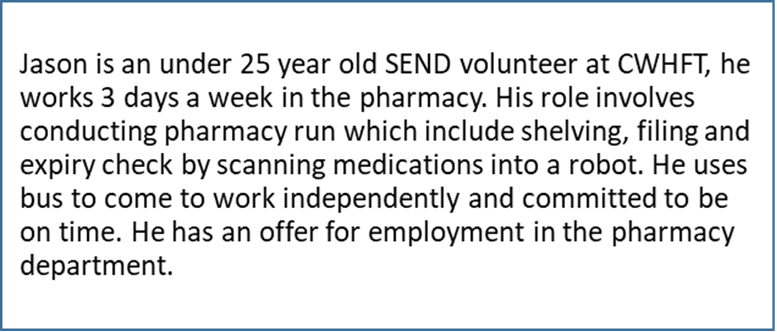 Jason is an under 25 year old SEND volunteer at CWHFT, he
works 3 days a week in the pharmacy. His role involves
conducting pharmacy run which include shelving, filing and
expiry check by scanning medications into a robot. He uses
bus to come to work independently and committed to be
on time. He has an offer for employment in the pharmacy
department.